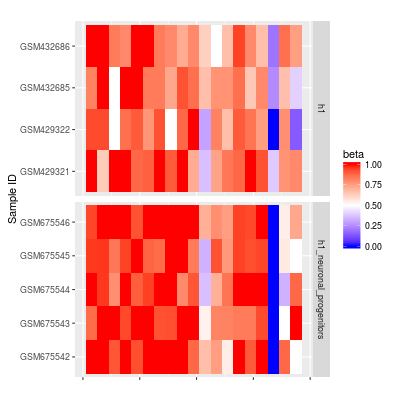 GSM432686
GSM432685
GSM429322
GSM429321
h1
GSM675546
GSM675545
GSM675544
GSM675543
GSM675542
h1_neuronal_progenitors
Sample ID
beta
1.00
0.75
0.50
0.25
0.00